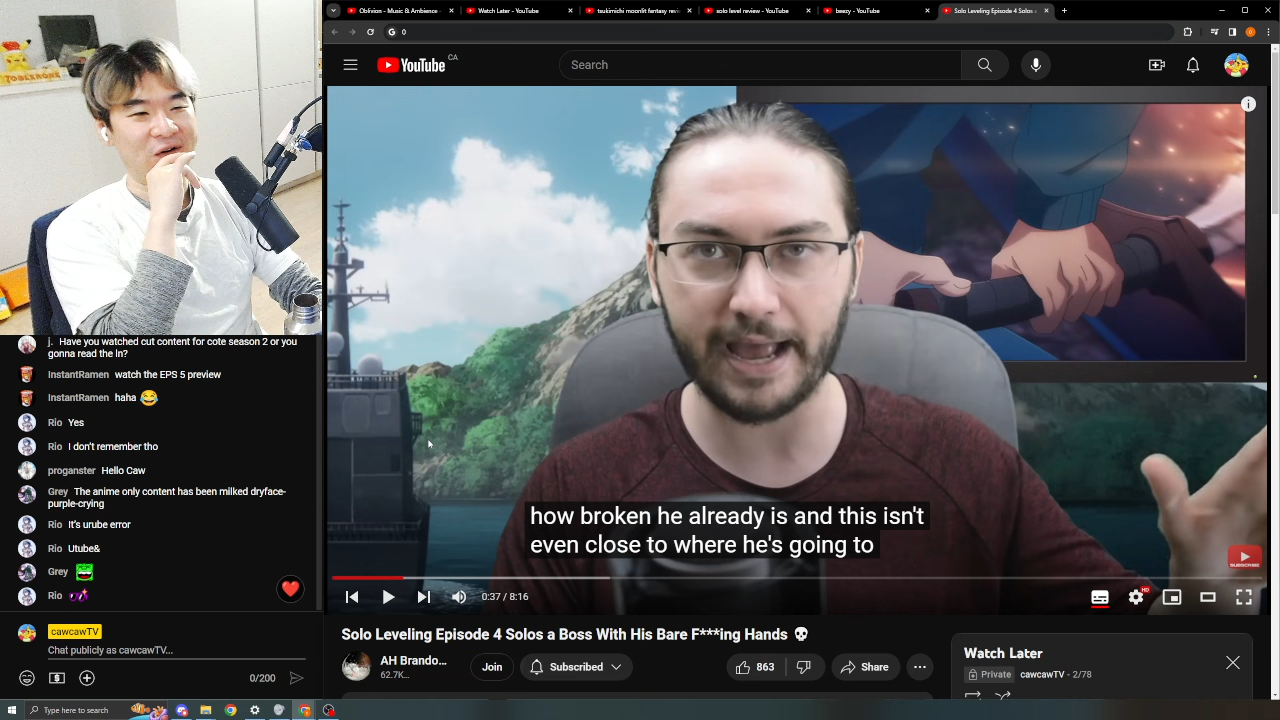 Oblivion - Music & Ambience
Watch Later - YouTube
tsukimichi moonlit fantasy revi
solo level review - YouTube
beezy - YouTube
Solo Leveling Episode 4 Solos a
0
YouTube CA
Search
TOBLERONE
j. Have you watched cut content for cote season 2 or you
gonna read the ln?
InstantRamen watch the EPS 5 preview
InstantRamen haha 😂
Rio Yes
Rio I don't remember tho
proganster Hello Caw
Grey The anime only content has been milked dryface-
purple-crying
Rio It's urube error
Rio Utube&
Grey
Rio
cawcawTV
Chat publicly as cawcawTV...
0/200
how broken he already is and this isn't
even close to where he's going to
SUBSCRIBE
0:37 / 8:16
HD
Solo Leveling Episode 4 Solos a Boss With His Bare F***ing Hands 💀
AH Brando...
62.7K...
Join
Subscribed
863
Share
Watch Later
Private cawcawTV - 2/78
Type here to search